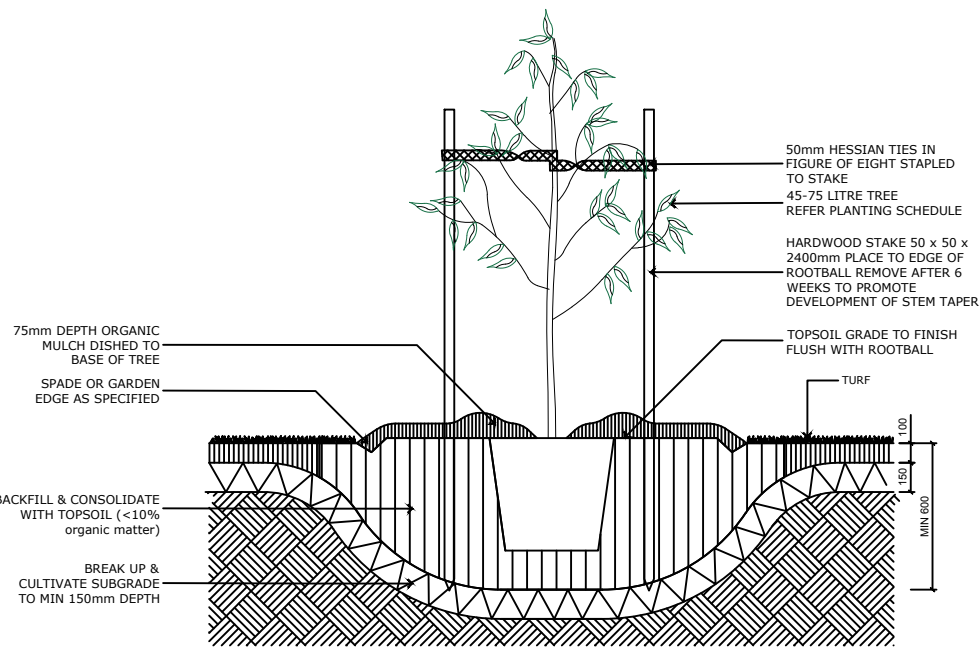 50mm HESSIAN TIES IN
FIGURE OF EIGHT STAPLED
TO STAKE
45-75 LITRE TREE
REFER PLANTING SCHEDULE
HARDWOOD STAKE 50 x 50 x
2400mm PLACE TO EDGE OF
ROOTBALL REMOVE AFTER 6
WEEKS TO PROMOTE
DEVELOPMENT OF STEM TAPER
75mm DEPTH ORGANIC
MULCH DISHED TO
BASE OF TREE
TOPSOIL GRADE TO FINISH
FLUSH WITH ROOTBALL
SPADE OR GARDEN
EDGE AS SPECIFIED
TURF
100
150
MIN 600
BACKFILL & CONSOLIDATE
WITH TOPSOIL (<10%
organic matter)
BREAK UP &
CULTIVATE SUBGRADE
TO MIN 150mm DEPTH